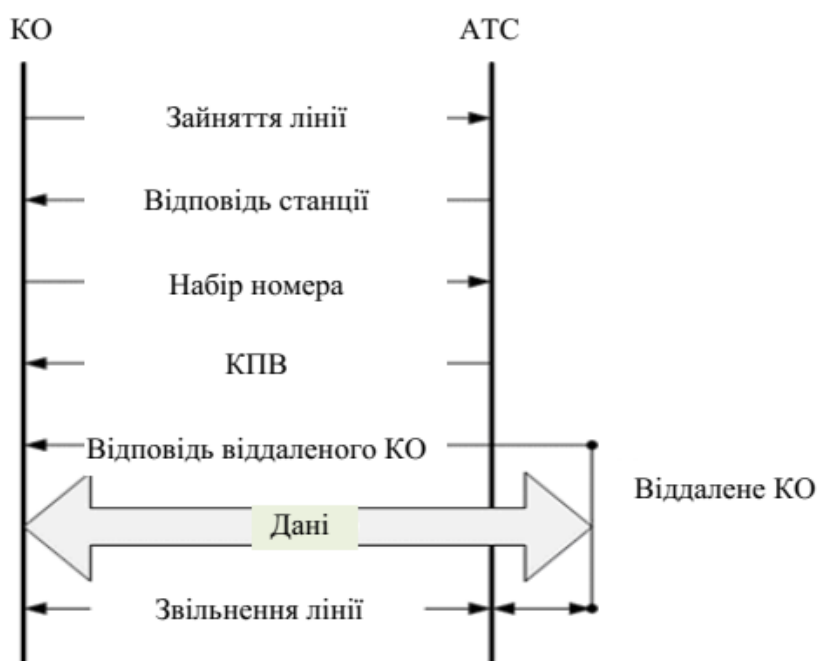 КО
АТС
Зайняття лінії
Відповідь станції
Набір номера
КПВ
Відповідь віддаленого КО
Віддалене КО
Дані
Звільнення лінії